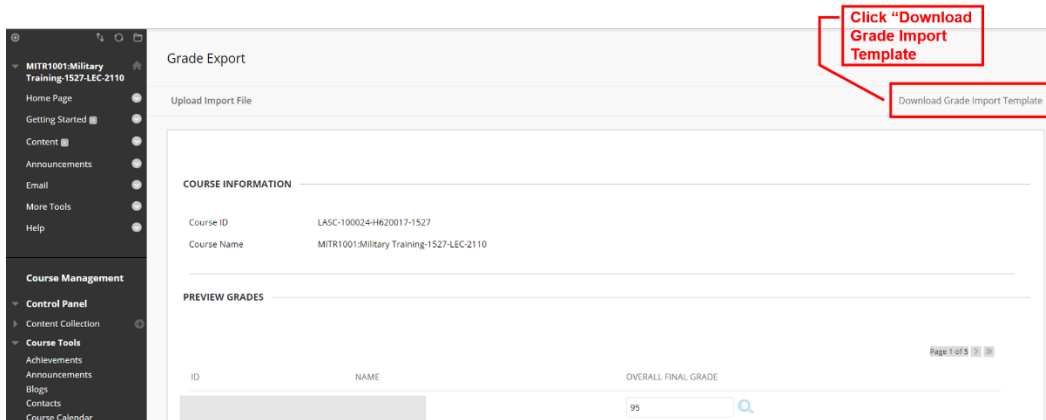 Click “Download
Grade Import
Template
MITR1001:Military
Training-1527-LEC-2110
Home Page
Getting Started
Content
Announcements
Email
More Tools
Help
Course Management
Control Panel
Content Collection
Course Tools
Achievements
Announcements
Blogs
Contacts
Course Calendar
Grade Export
Upload Import File
Download Grade Import Template
COURSE INFORMATION
Course ID LASC-100024-H620017-1527
Course Name MITR1001:Military Training-1527-LEC-2110
PREVIEW GRADES
Page 1 of 5
ID NAME OVERALL FINAL GRADE
95